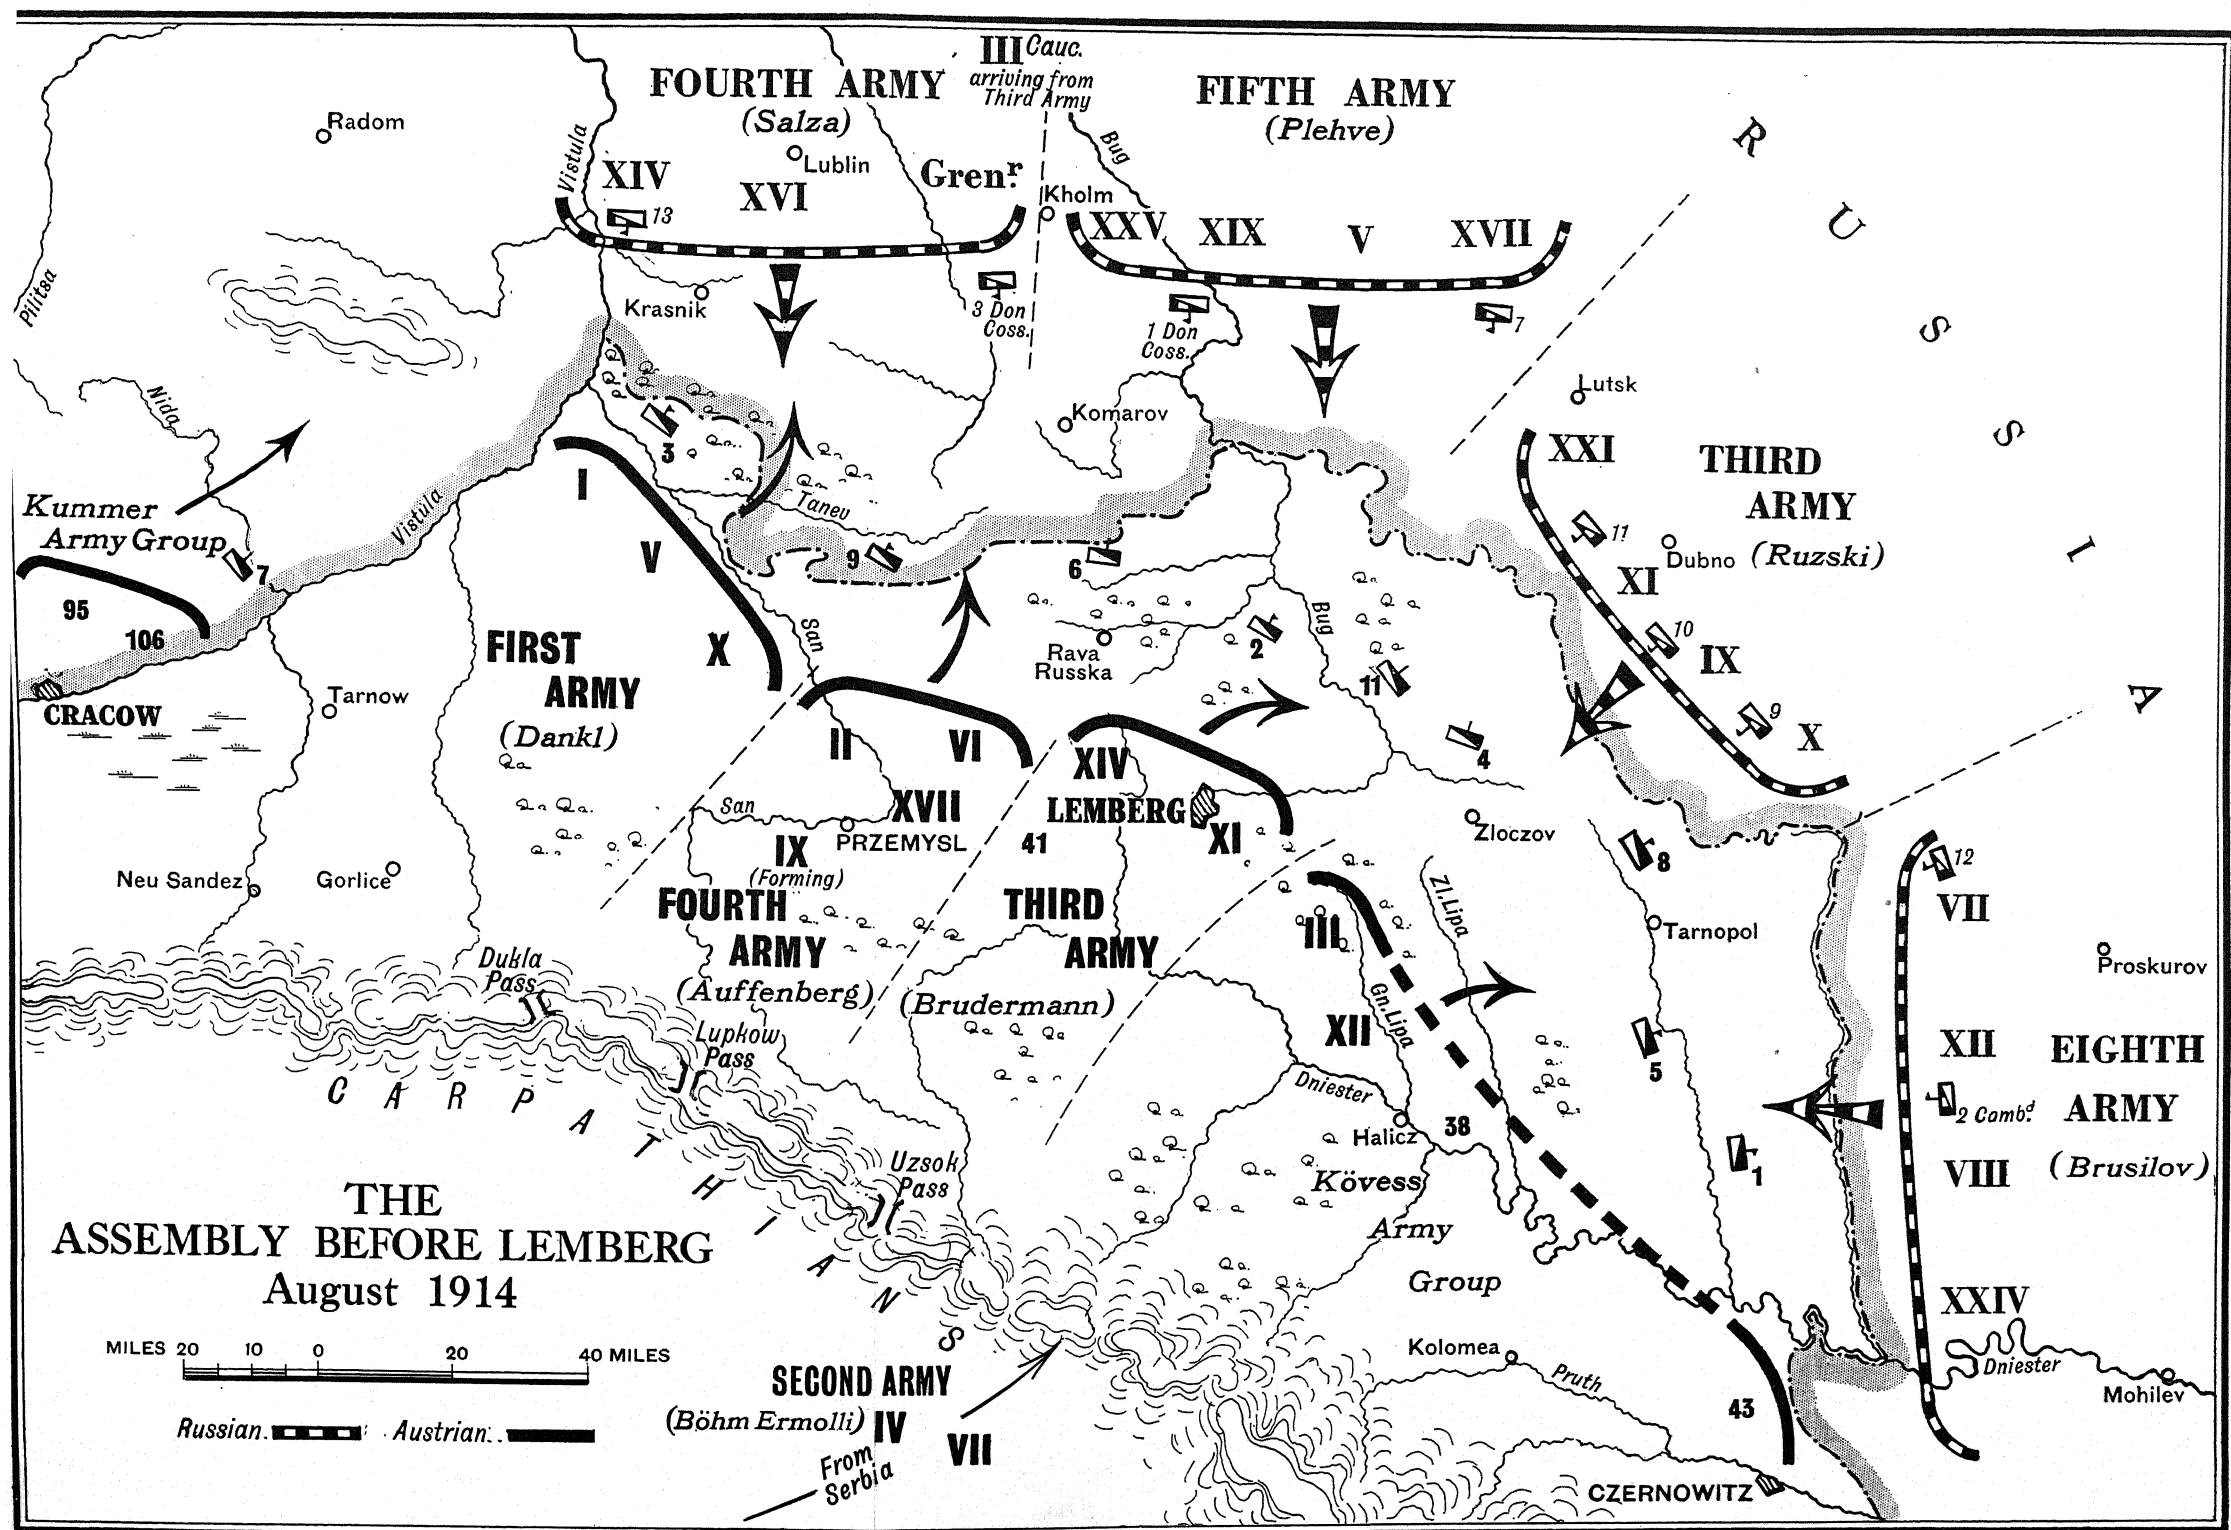 III Cauc.
arriving from
Third Army
FOURTH ARMY
(Salza)
FIFTH ARMY
(Plehve)
RUSSIA
Radom
Vistula
XIV
13
XVI
Lublin
Grenr.
Kholm
Bug
XXV
XIX
V
XVII
Pilitsa
Krasnik
3 Don
Coss.
1 Don
Coss.
7
Nida
3
Komarov
Lutsk
XXI
THIRD
ARMY
(Ruzski)
11
Dubno
XI
10
IX
9
X
Kummer
Army Group
7
95
106
Vistula
I
V
X
Tanev
9
6
San
Rava
Russka
2
Bug
11
4
CRACOW
Tarnow
FIRST
ARMY
(Dankl)
II
VI
XVII
San
PRZEMYSL
IX
(Forming)
FOURTH
ARMY
(Auffenberg)
XIV
LEMBERG
XI
41
THIRD
ARMY
(Brudermann)
Zloczov
8
12
VII
Neu Sandez
Gorlice
III
Zl. Lipa
Tarnopol
Proskurov
Dukla
Pass
Lupkow
Pass
XII
Gn. Lipa
5
XII
EIGHTH
ARMY
(Brusilov)
2 Combd.
CARPATHIANS
Dniester
Halicz
38
1
VIII
Uzsok
Pass
Kövess
Army
Group
THE
ASSEMBLY BEFORE LEMBERG
August 1914
XXIV
MILES 20 10 0 20 40 MILES
Kolomea
Pruth
Dniester
Mohilev
SECOND ARMY
(Böhm Ermolli) IV
VII
From
Serbia
43
Russian. Austrian.
CZERNOWITZ